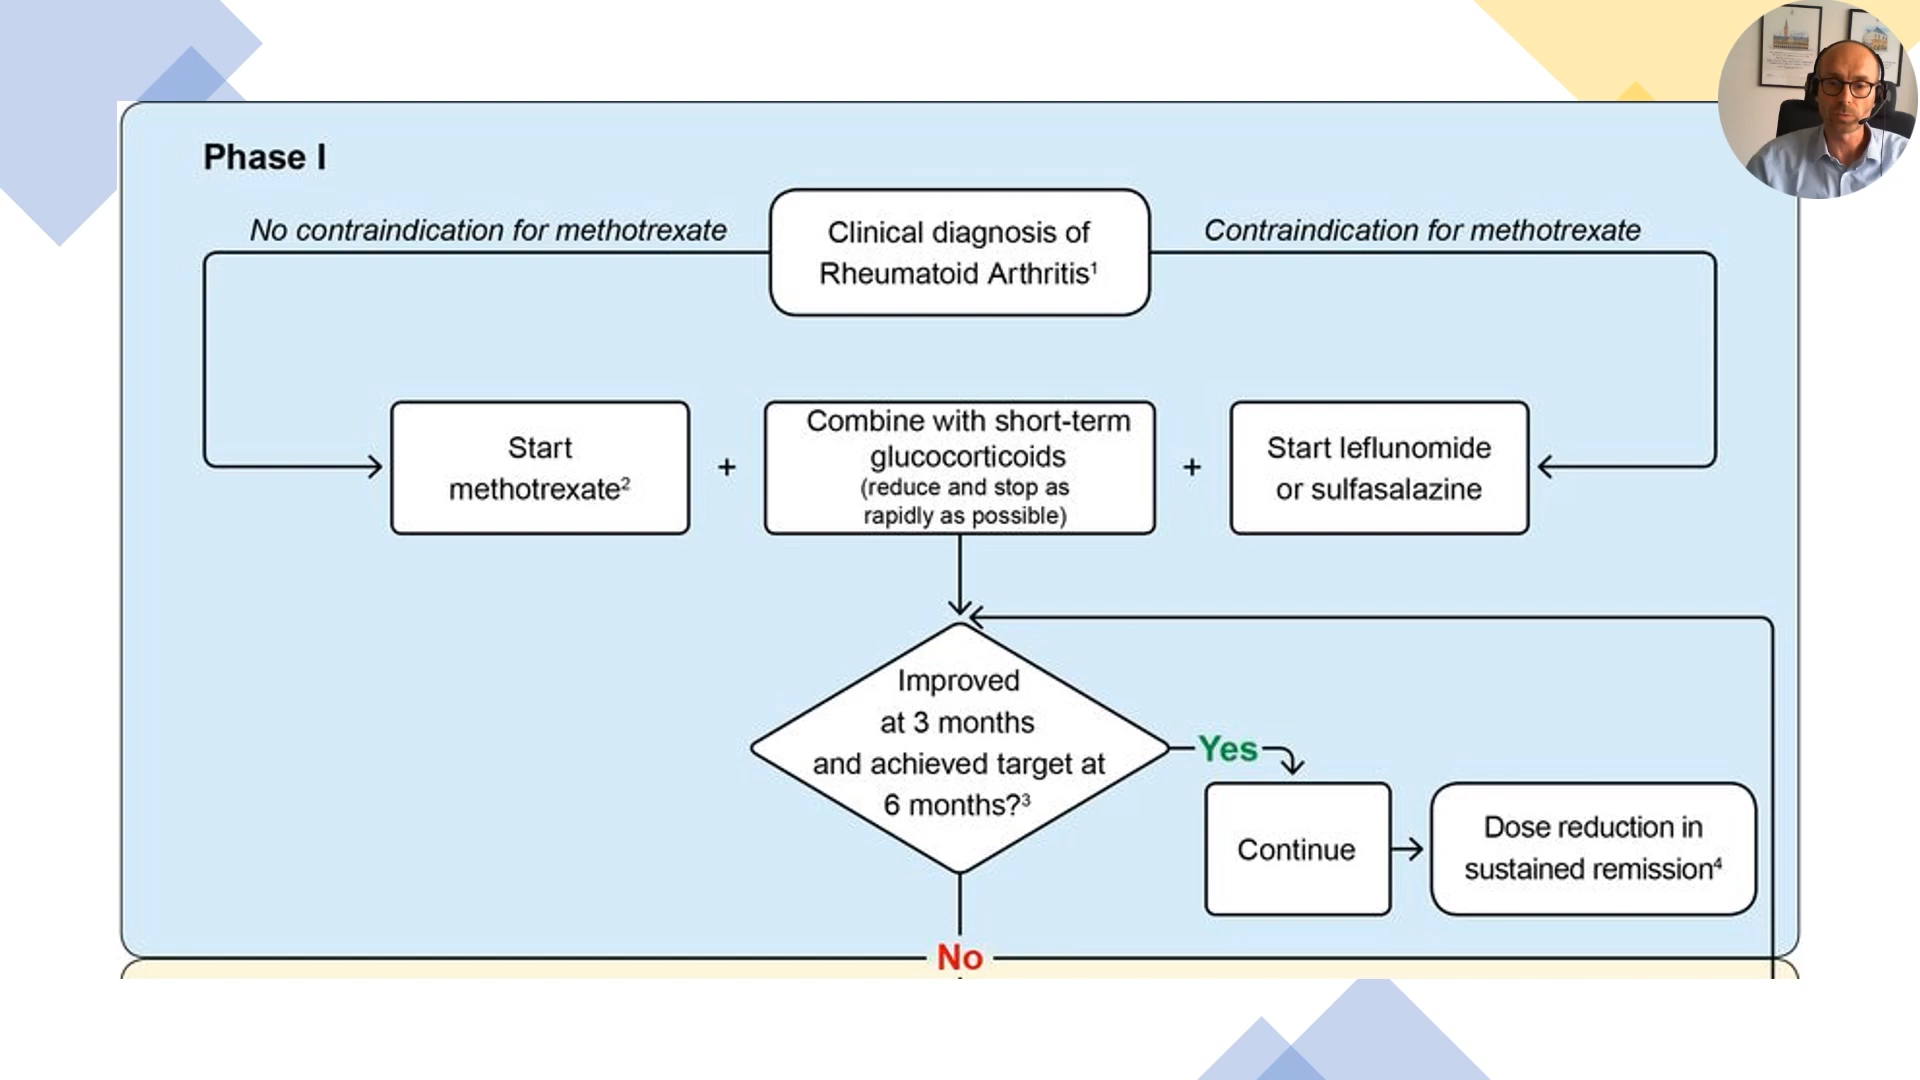 Phase I
No contraindication for methotrexate
Clinical diagnosis of
Rheumatoid Arthritis¹
Contraindication for methotrexate
Start
methotrexate²
+
Combine with short-term
glucocorticoids
(reduce and stop as
rapidly as possible)
+
Start leflunomide
or sulfasalazine
Improved
at 3 months
and achieved target at
6 months?³
Yes
Continue
Dose reduction in
sustained remission⁴
No